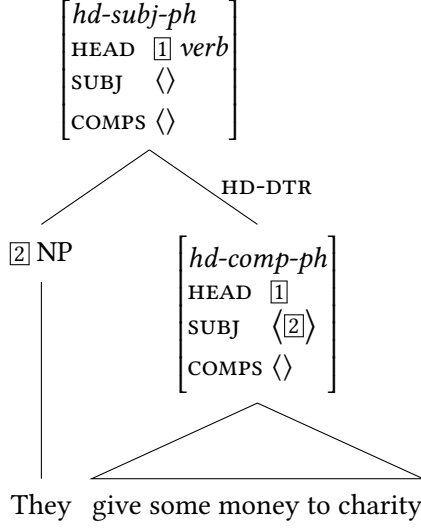 hd-subj-ph
HEAD 1 verb
SUBJ ⟨⟩
COMPS ⟨⟩
HD-DTR
2 NP
hd-comp-ph
HEAD 1
SUBJ ⟨2⟩
COMPS ⟨⟩
They give some money to charity